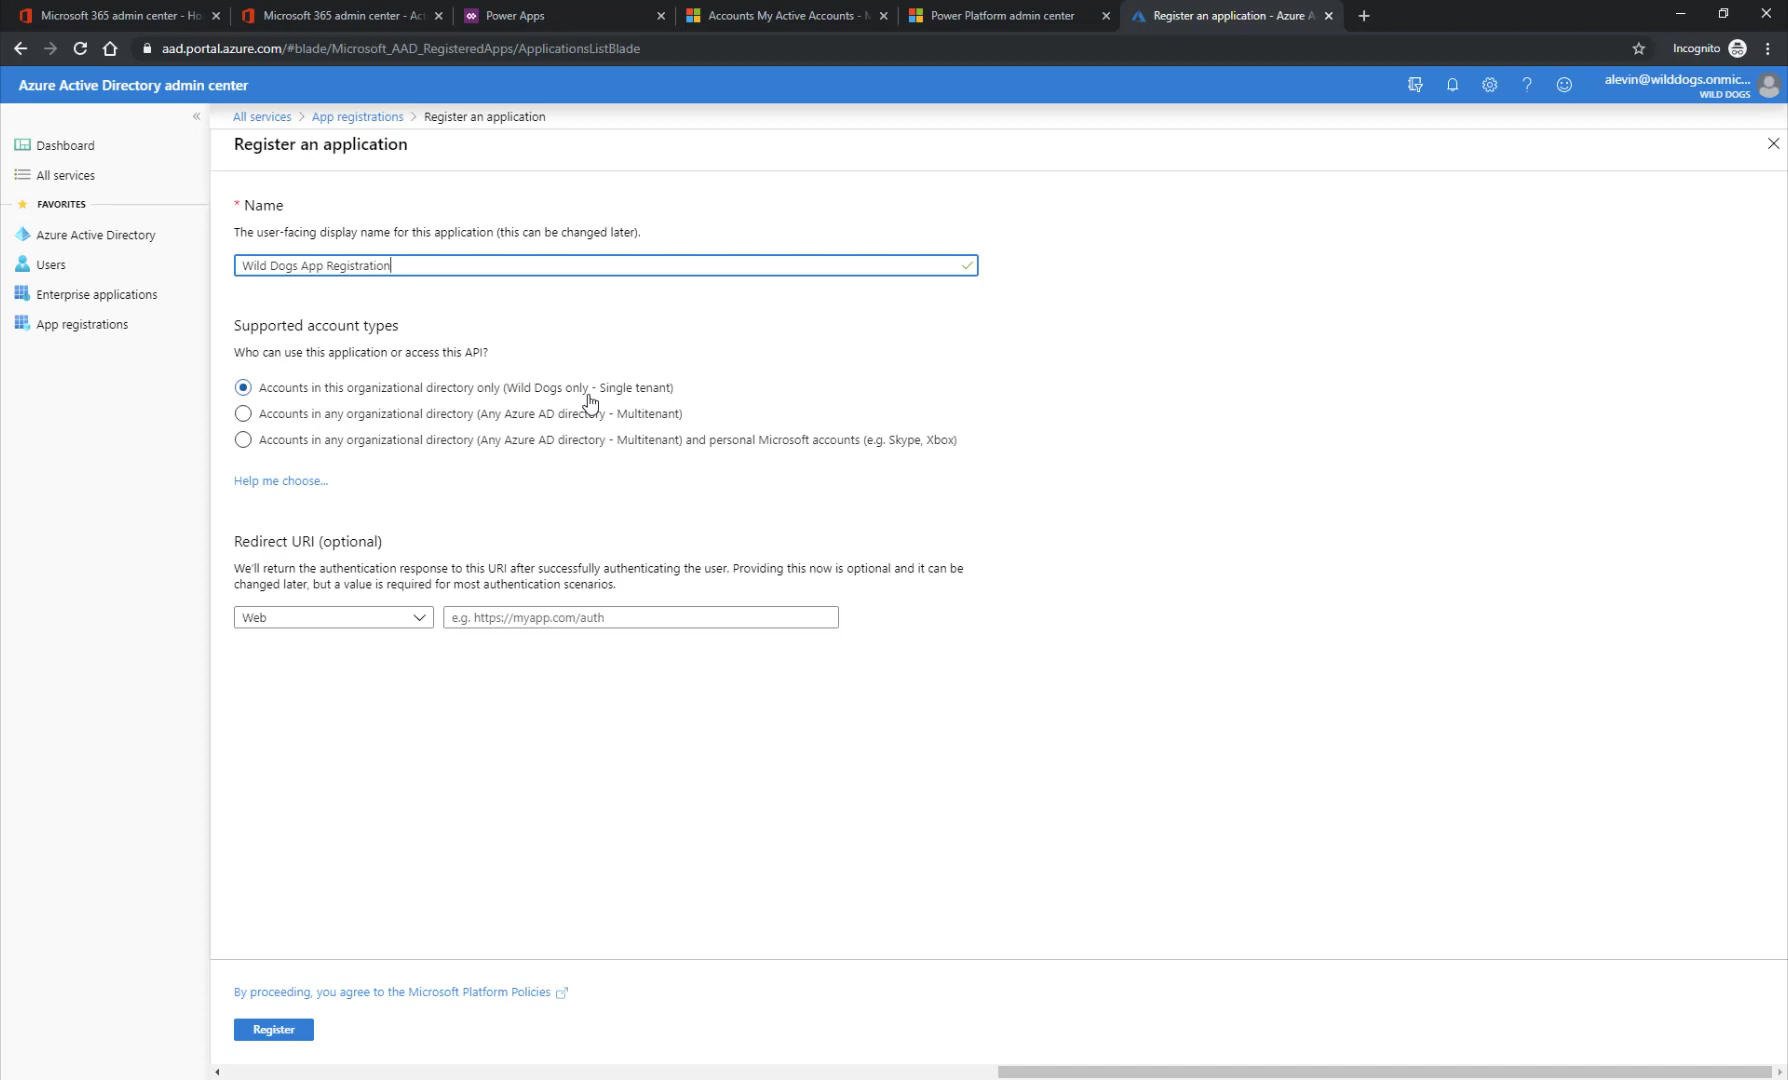 Microsoft 365 admin center - Ho
Microsoft 365 admin center - Act
Power Apps
Accounts My Active Accounts - M
Power Platform admin center
Register an application - Azure A
aad.portal.azure.com/#blade/Microsoft_AAD_RegisteredApps/ApplicationsListBlade
Incognito
Azure Active Directory admin center
alevin@wilddogs.onmic...
WILD DOGS
All services > App registrations > Register an application
Register an application
Dashboard
All services
FAVORITES
Azure Active Directory
Users
Enterprise applications
App registrations
* Name
The user-facing display name for this application (this can be changed later).
Wild Dogs App Registration
Supported account types
Who can use this application or access this API?
Accounts in this organizational directory only (Wild Dogs only - Single tenant)
Accounts in any organizational directory (Any Azure AD directory - Multitenant)
Accounts in any organizational directory (Any Azure AD directory - Multitenant) and personal Microsoft accounts (e.g. Skype, Xbox)
Help me choose...
Redirect URI (optional)
We'll return the authentication response to this URI after successfully authenticating the user. Providing this now is optional and it can be
changed later, but a value is required for most authentication scenarios.
Web
e.g. https://myapp.com/auth
By proceeding, you agree to the Microsoft Platform Policies
Register